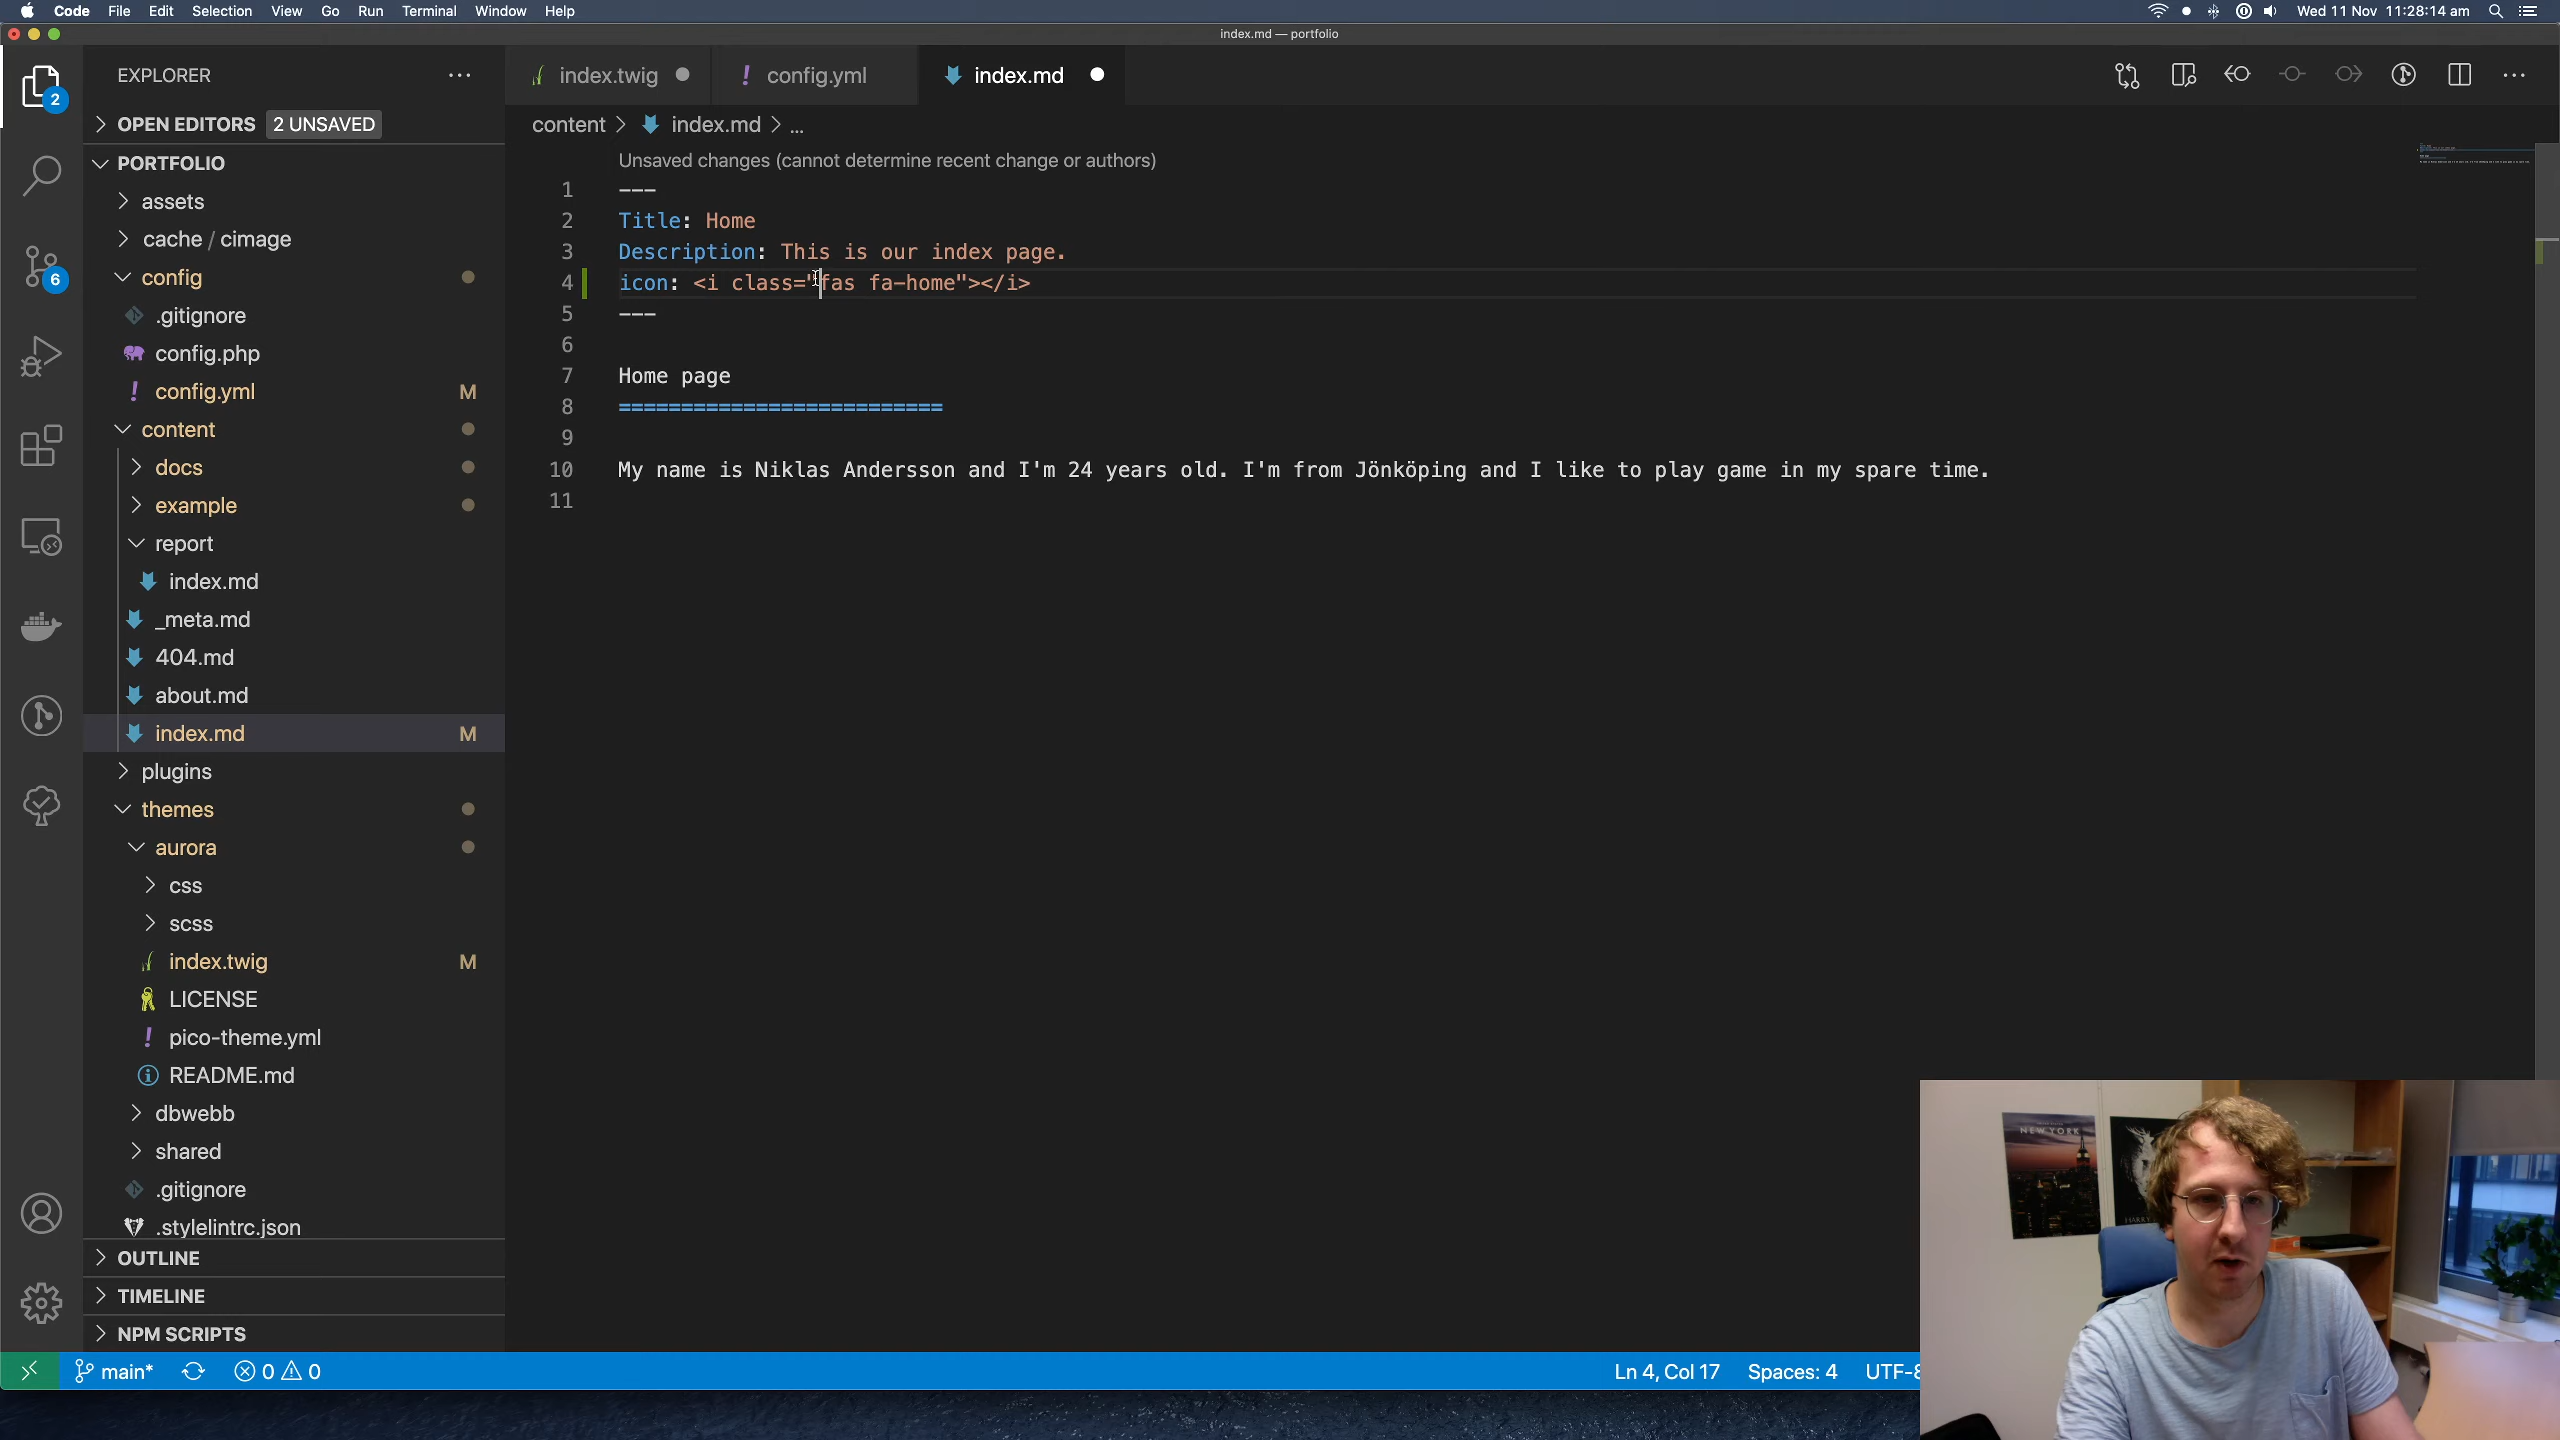 Code File Edit Selection View Go Run Terminal Window Help
Wed 11 Nov 11:28:14 am
index.md — portfolio
EXPLORER
index.twig
config.yml
index.md
OPEN EDITORS 2 UNSAVED
content > index.md > ...
PORTFOLIO
assets
cache / cimage
config
.gitignore
config.php
config.yml M
content
docs
example
report
index.md
_meta.md
404.md
about.md
index.md M
plugins
themes
aurora
css
scss
index.twig M
LICENSE
pico-theme.yml
README.md
dbwebb
shared
.gitignore
.stylelintrc.json
OUTLINE
TIMELINE
NPM SCRIPTS
2
6
Unsaved changes (cannot determine recent change or authors)
1 ---
2 Title: Home
3 Description: This is our index page.
4 icon: <i class="fas fa-home"></i>
5 ---
6
7 Home page
8 ==========================
9
10 My name is Niklas Andersson and I'm 24 years old. I'm from Jönköping and I like to play game in my spare time.
11
NEW YORK
HARRY
main* 0 0
Ln 4, Col 17 Spaces: 4 UTF-8